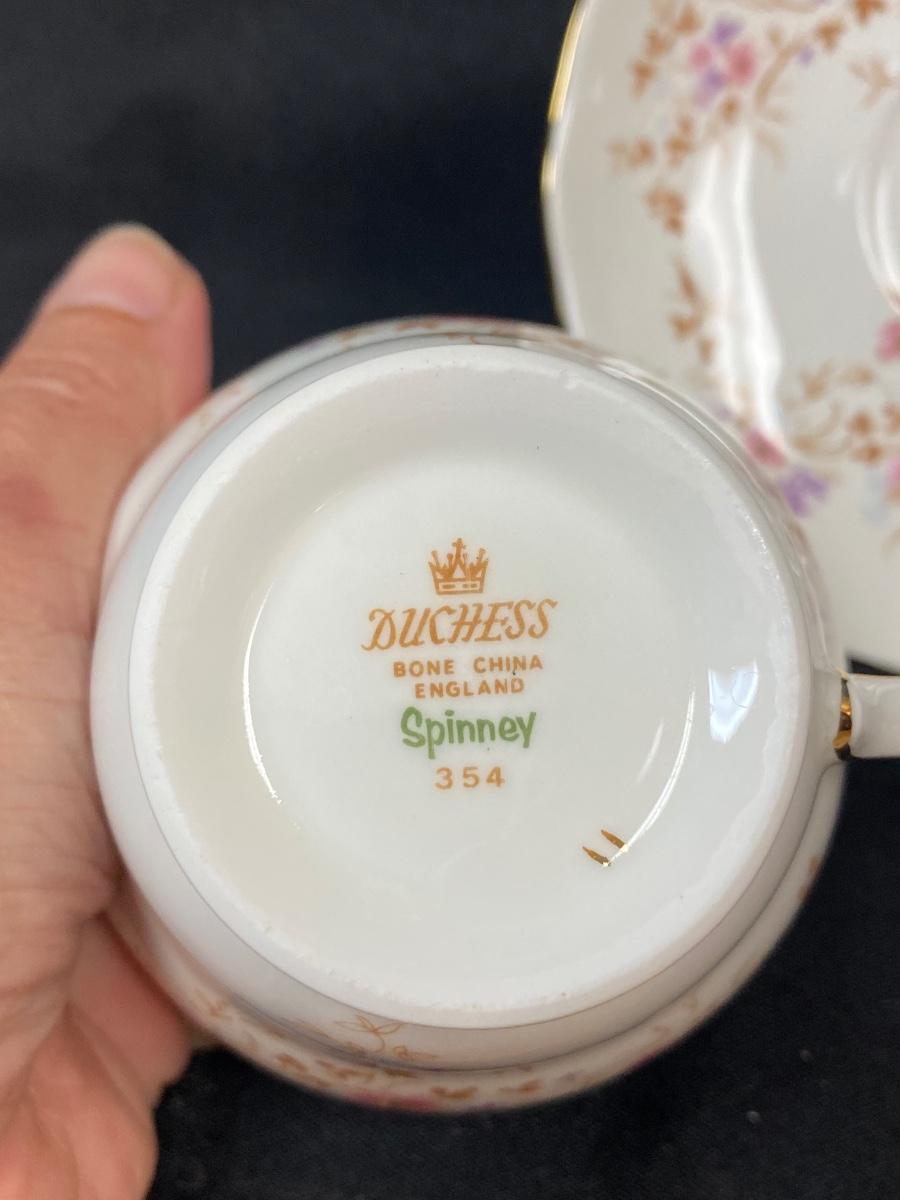 DUCHESS
BONE CHINA
ENGLAND
Spinney
354